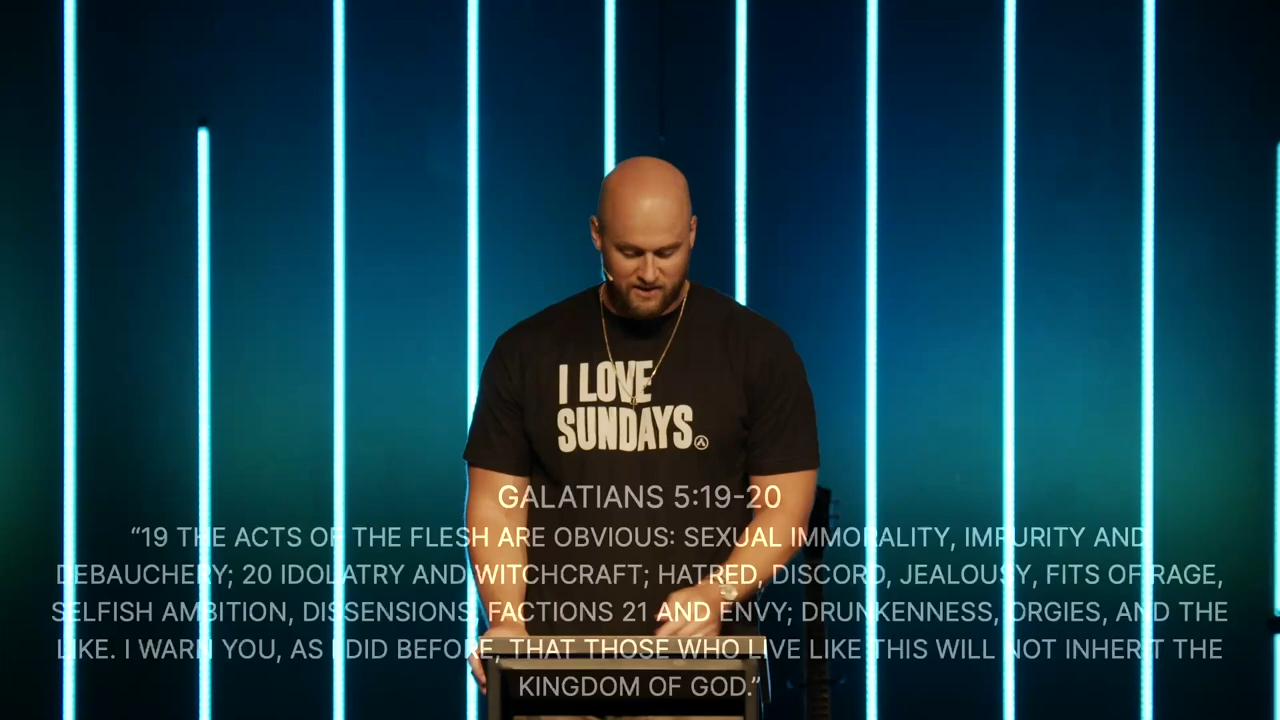 I LOVE
SUNDAYS.
GALATIANS 5:19-20
“19 THE ACTS OF THE FLESH ARE OBVIOUS: SEXUAL IMMORALITY, IMPURITY AND
DEBAUCHERY; 20 IDOLATRY AND WITCHCRAFT; HATRED, DISCORD, JEALOUSY, FITS OF RAGE,
SELFISH AMBITION, DISSENSIONS, FACTIONS 21 AND ENVY; DRUNKENNESS, ORGIES, AND THE
LIKE. I WARN YOU, AS I DID BEFORE, THAT THOSE WHO LIVE LIKE THIS WILL NOT INHERIT THE
KINGDOM OF GOD.”